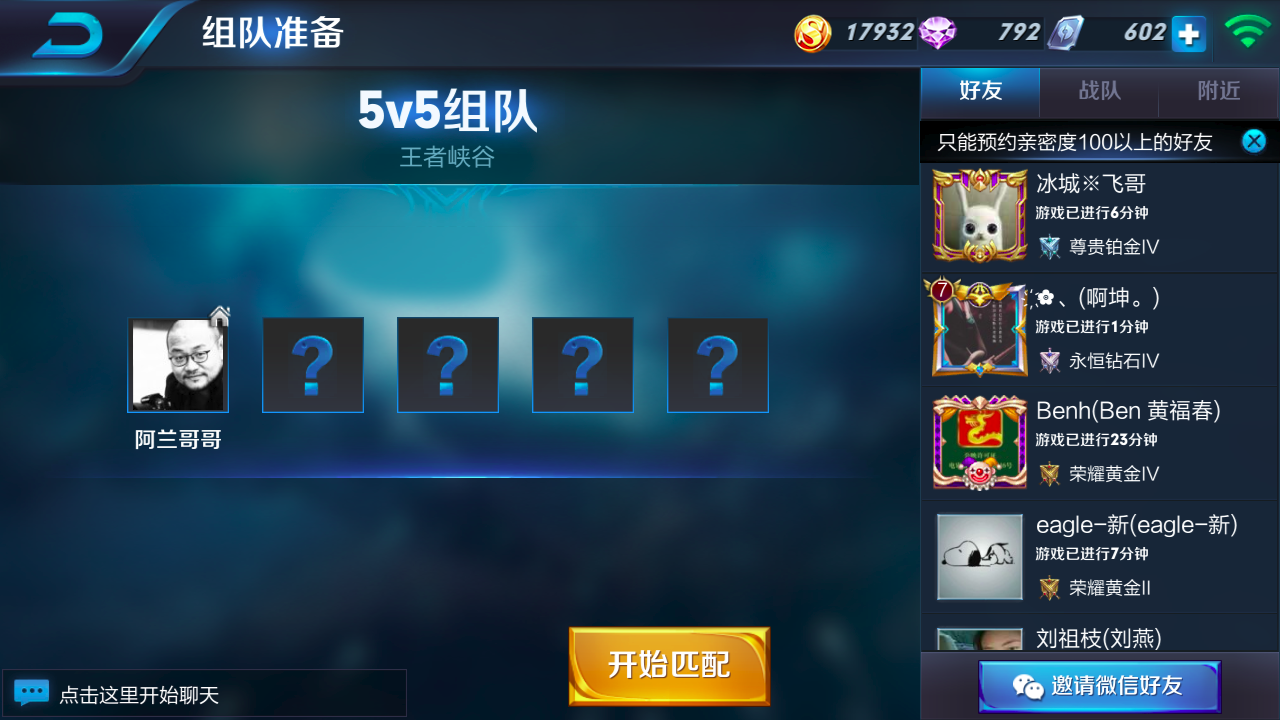 组队准备
17932
792
602
5v5组队
王者峡谷
好友
战队
附近
只能预约亲密度100以上的好友
冰城※飞哥
游戏已进行6分钟
尊贵铂金IV
7
、(啊坤。)
游戏已进行1分钟
永恒钻石IV
Benh(Ben 黄福春)
游戏已进行23分钟
荣耀黄金IV
eagle-新(eagle-新)
游戏已进行7分钟
荣耀黄金II
刘祖枝(刘燕)
阿兰哥哥
开始匹配
点击这里开始聊天
邀请微信好友